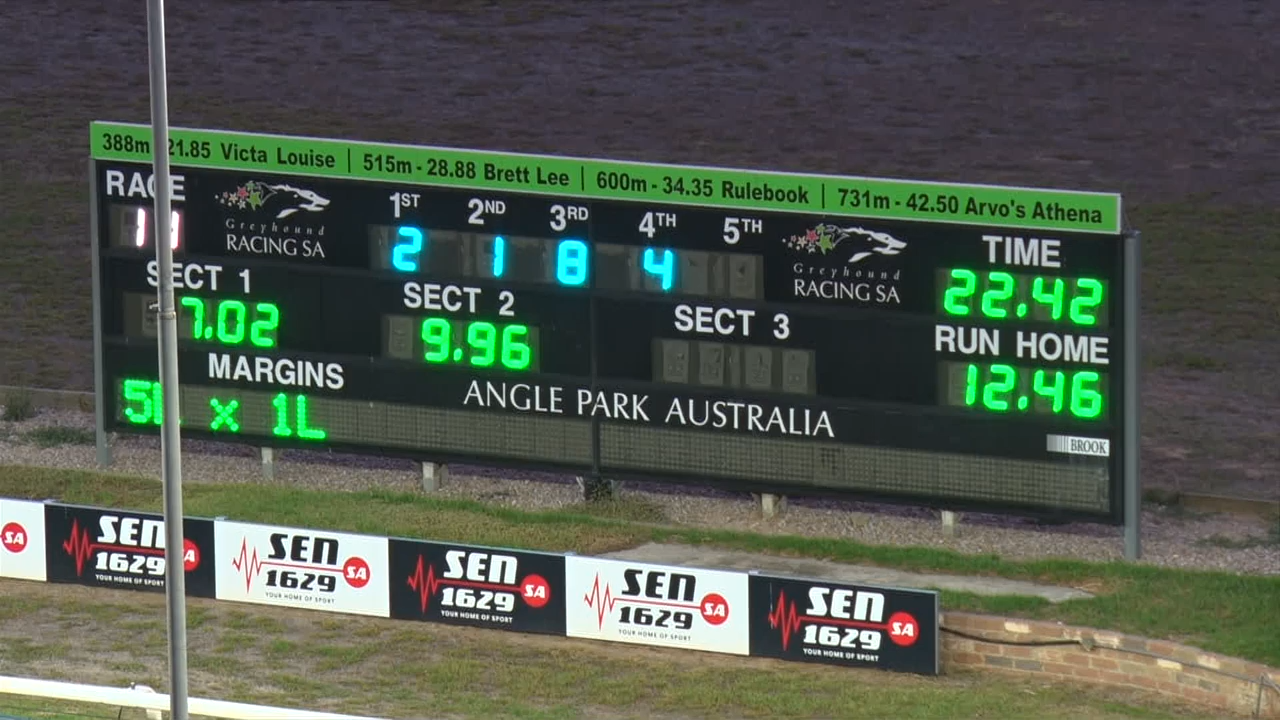 388m 21.85 Victa Louise | 515m - 28.88 Brett Lee | 600m - 34.35 Rulebook | 731m - 42.50 Arvo's Athena
RACE 11
Greyhound RACING SA
1ST 2ND 3RD 4TH 5TH
2 1 8 4
Greyhound RACING SA
TIME
22.42
SECT 1
7.02
SECT 2
9.96
SECT 3
RUN HOME
12.46
MARGINS
5L x 1L
ANGLE PARK AUSTRALIA
BROOK
SA
SEN SA
1629
YOUR HOME OF SPORT
SEN SA
1629
YOUR HOME OF SPORT
SEN SA
1629
YOUR HOME OF SPORT
SEN SA
1629
YOUR HOME OF SPORT
SEN SA
1629
YOUR HOME OF SPORT